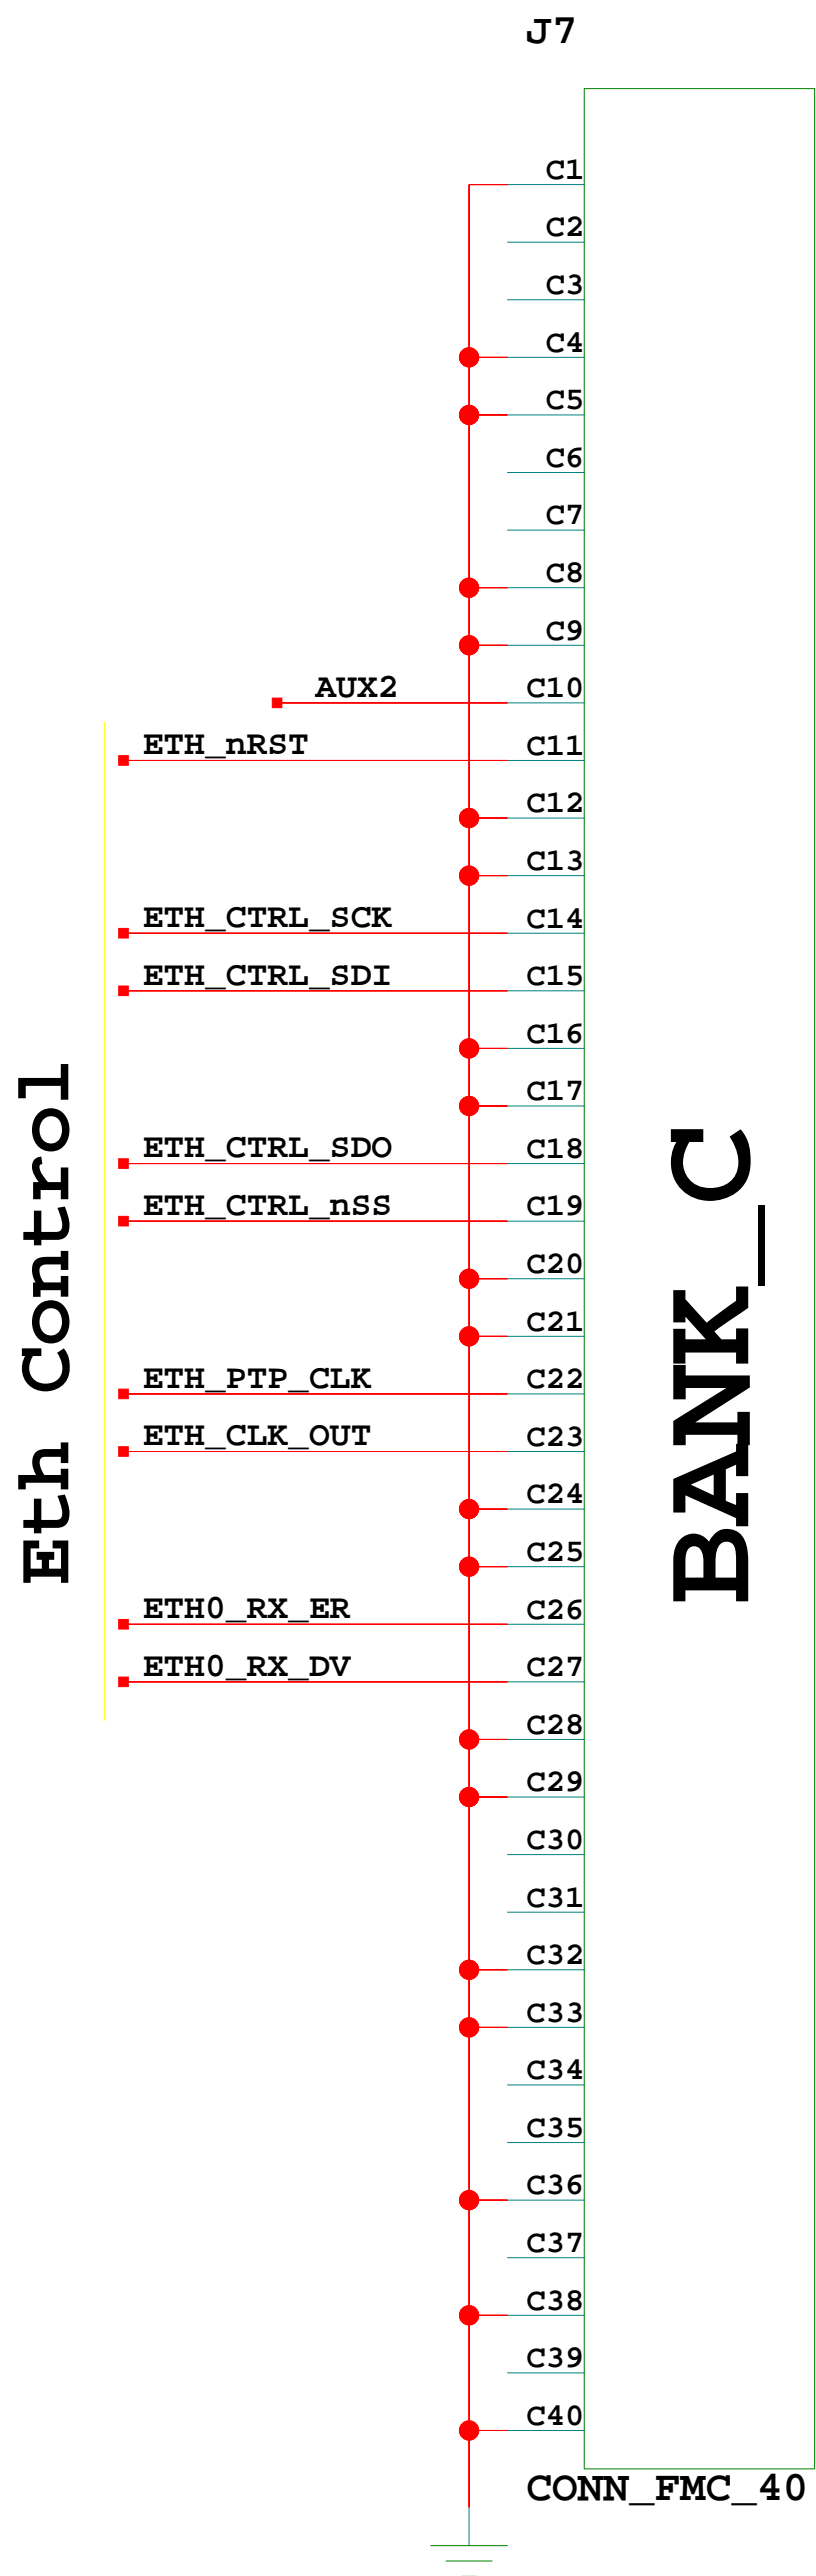 J7
C1
C2
C3
C4
C5
C6
C7
C8
C9
AUX2 C10
ETH_nRST C11
C12
C13
ETH_CTRL_SCK C14
ETH_CTRL_SDI C15
C16
C17
ETH_CTRL_SDO C18
ETH_CTRL_nSS C19
C20
C21
ETH_PTP_CLK C22
ETH_CLK_OUT C23
C24
C25
ETH0_RX_ER C26
ETH0_RX_DV C27
C28
C29
C30
C31
C32
C33
C34
C35
C36
C37
C38
C39
C40
Eth Control
BANK_C
CONN_FMC_40